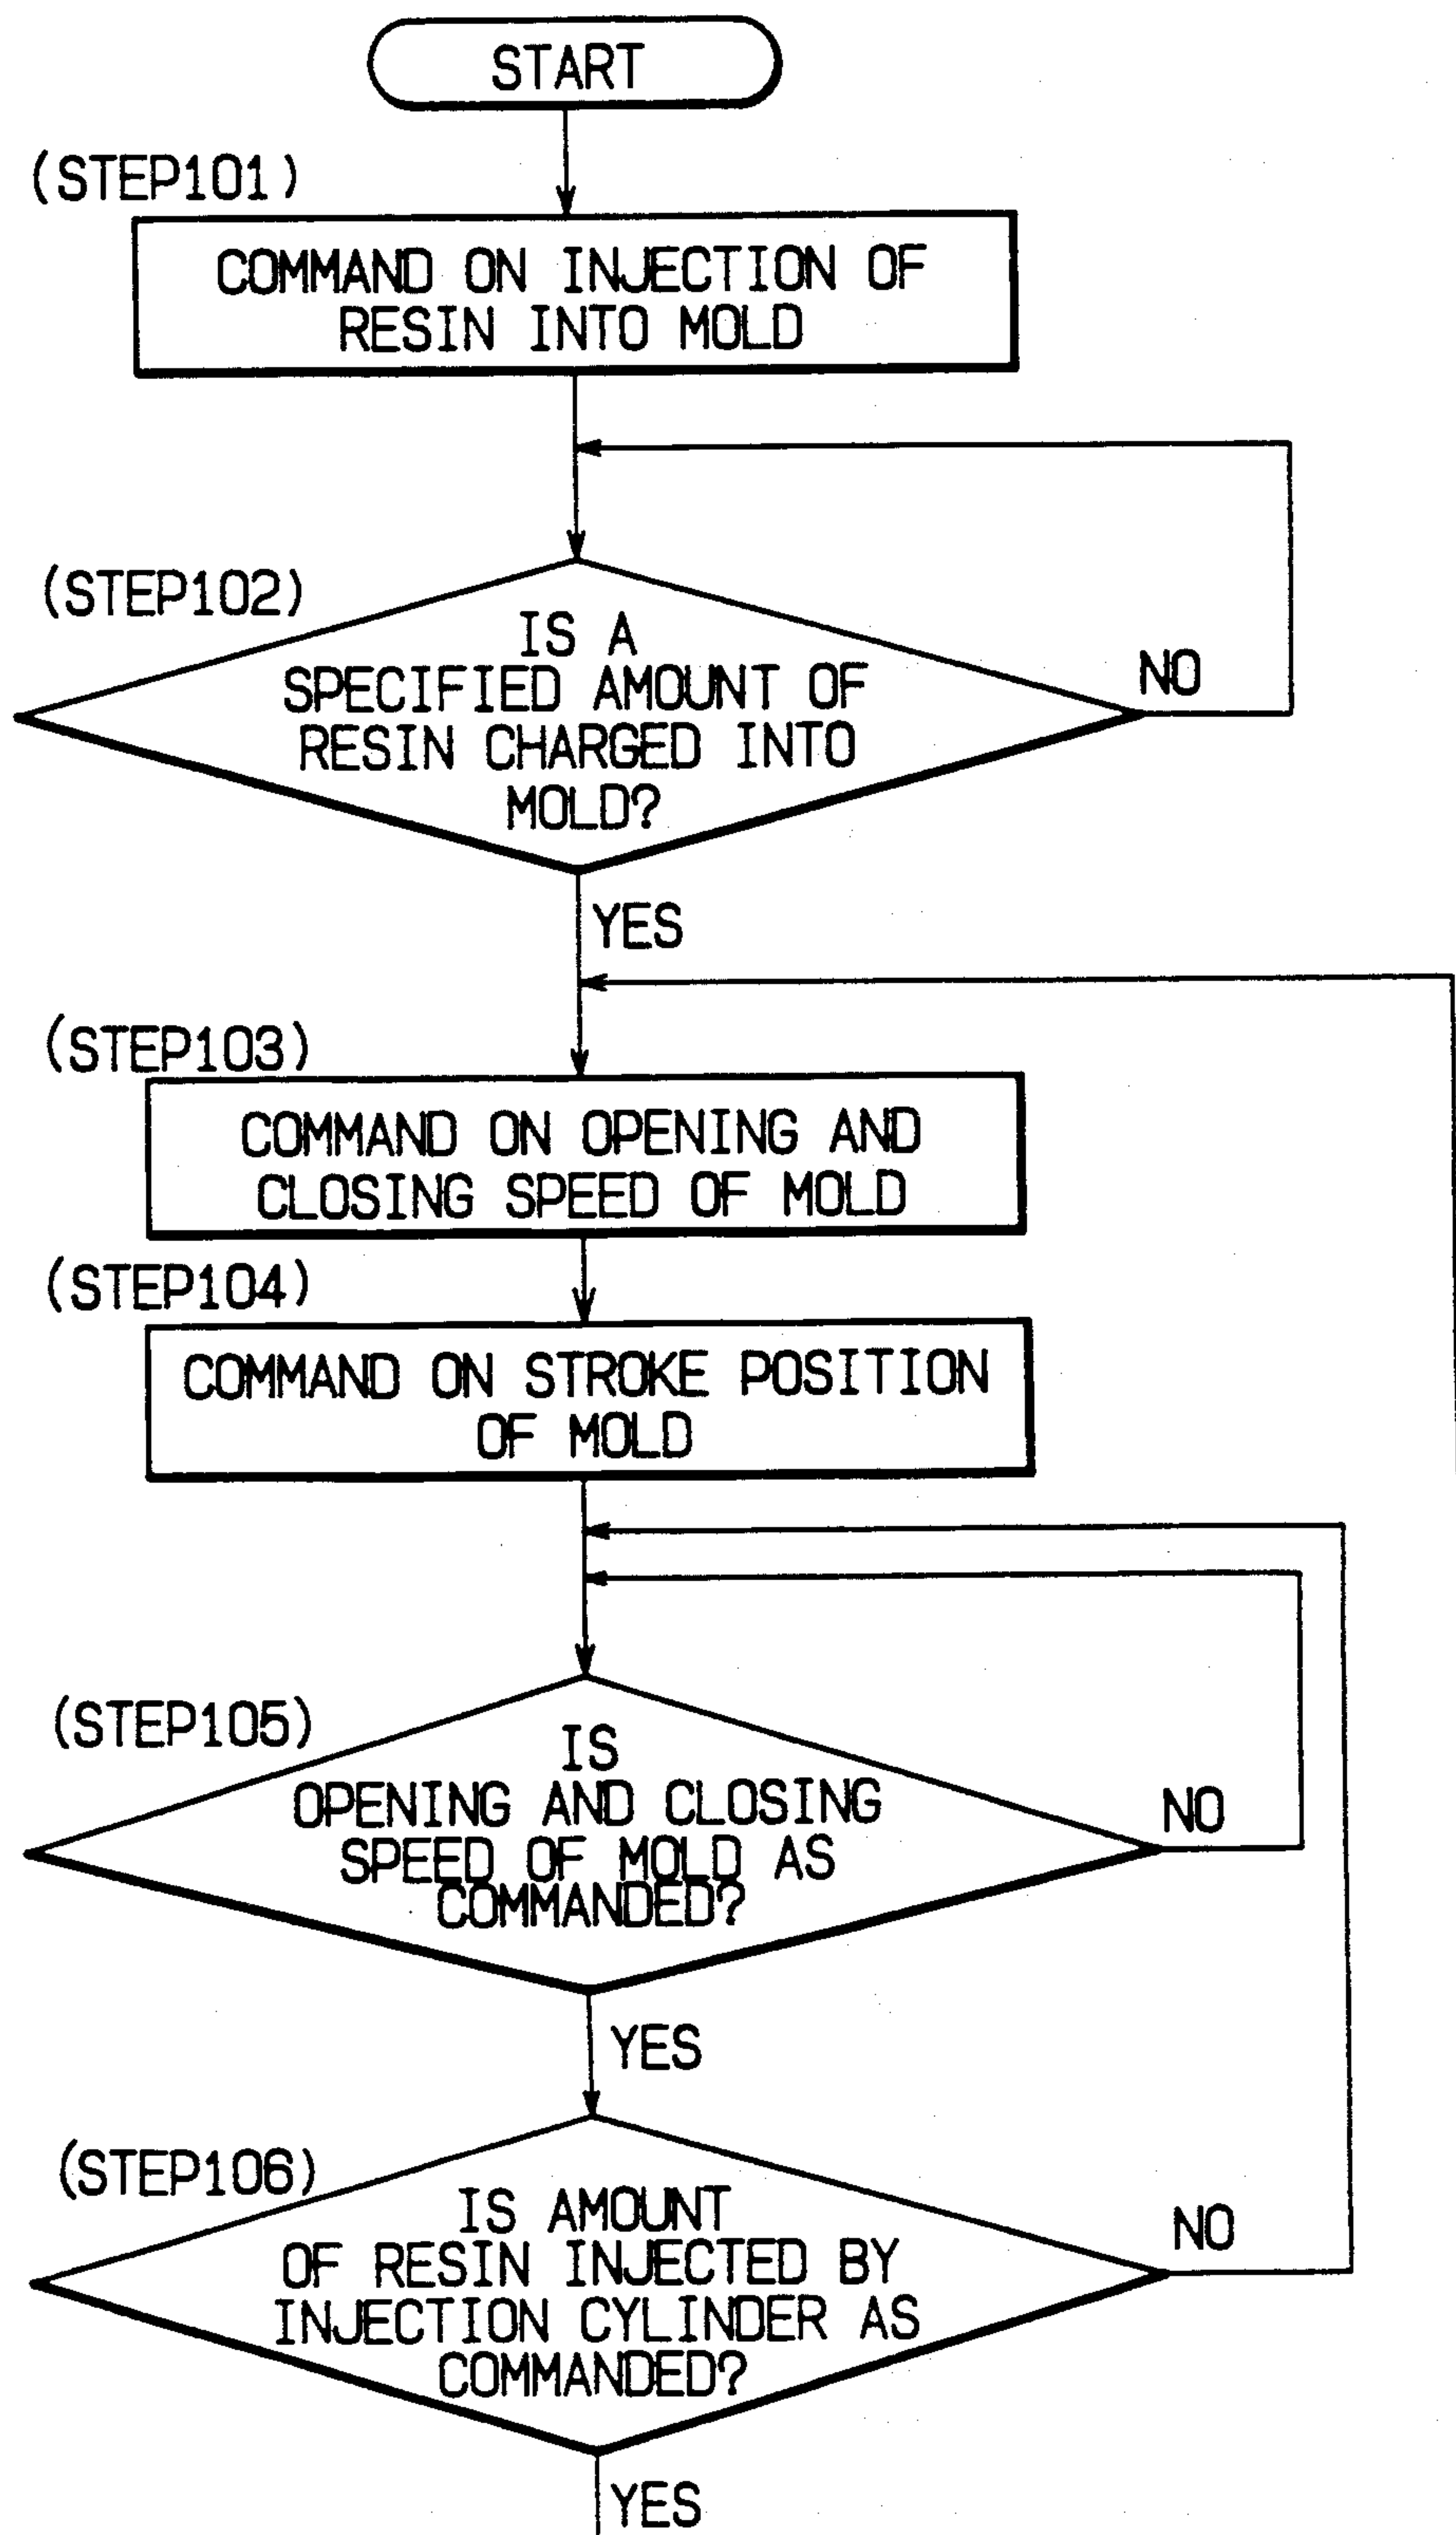 START
(STEP101)
COMMAND ON INJECTION OF
RESIN INTO MOLD
(STEP102)
IS A
SPECIFIED AMOUNT OF
RESIN CHARGED INTO
MOLD?
NO
YES
(STEP103)
COMMAND ON OPENING AND
CLOSING SPEED OF MOLD
(STEP104)
COMMAND ON STROKE POSITION
OF MOLD
(STEP105)
IS
OPENING AND CLOSING
SPEED OF MOLD AS
COMMANDED?
NO
YES
(STEP106)
IS AMOUNT
OF RESIN INJECTED BY
INJECTION CYLINDER AS
COMMANDED?
NO
YES